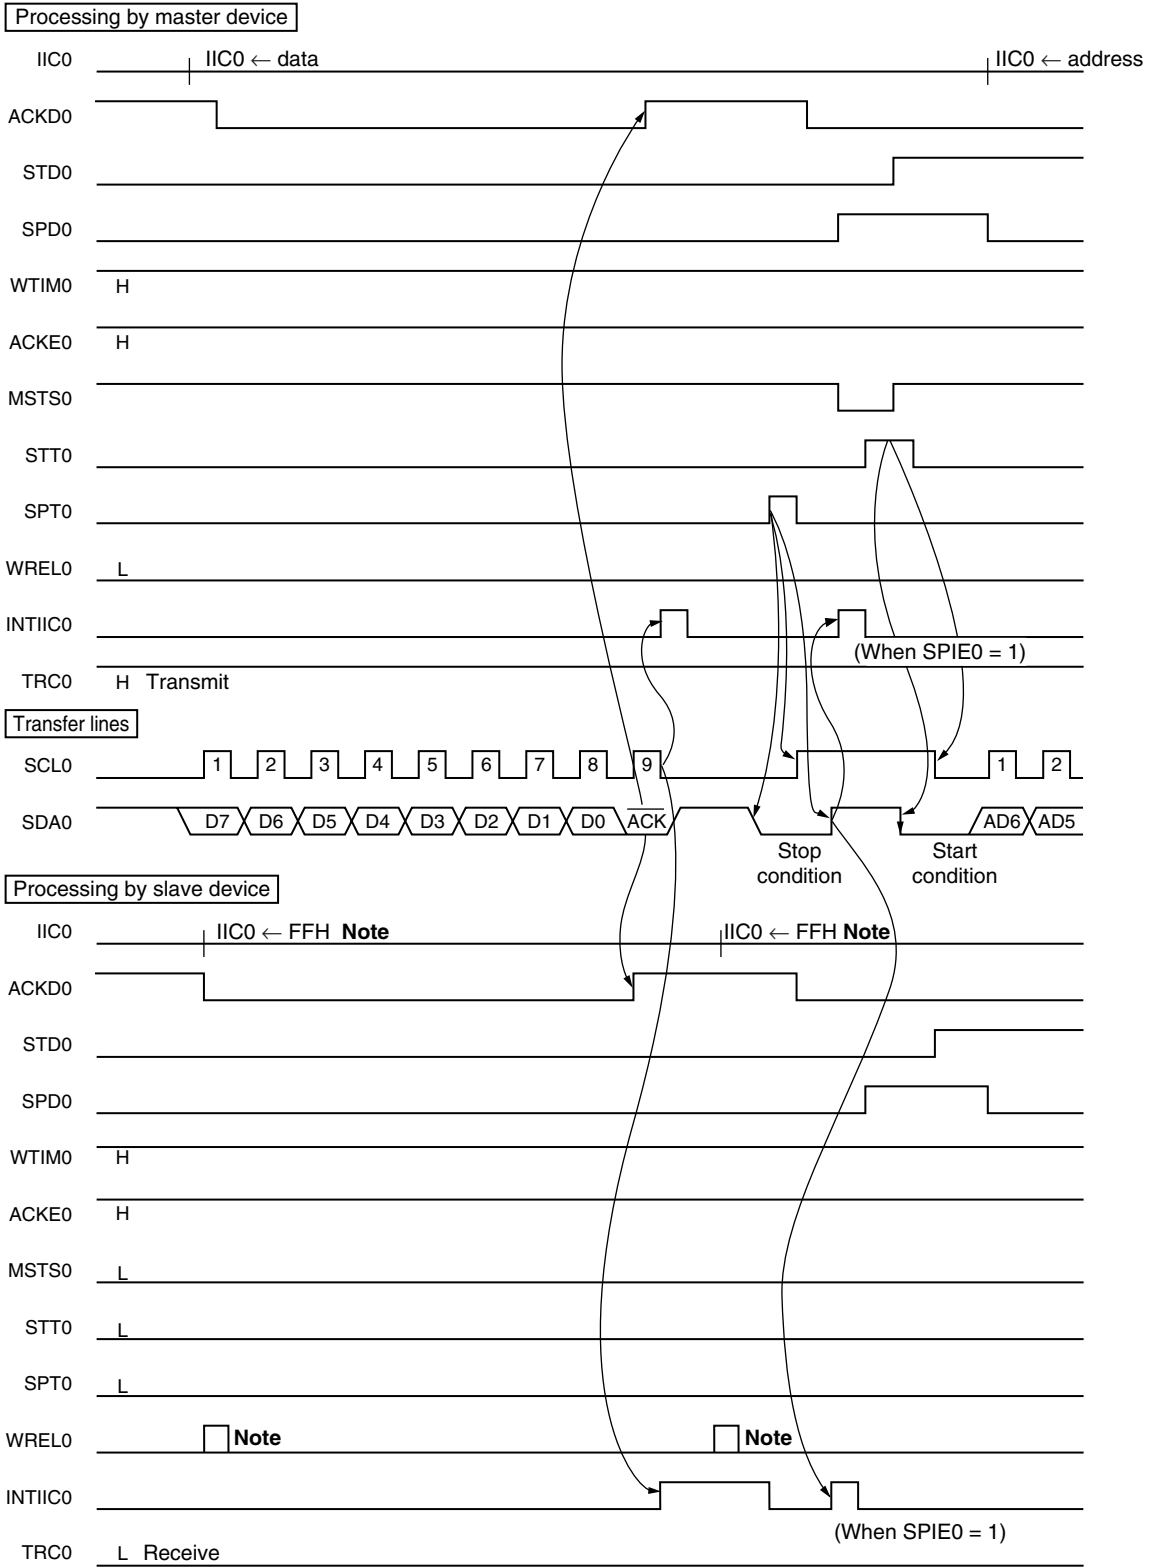 Processing by master device
IIC0 IIC0 ← data IIC0 ← address
ACKD0
STD0
SPD0
WTIM0 H
ACKE0 H
MSTS0
STT0
SPT0
WREL0 L
INTIIC0
(When SPIE0 = 1)
TRC0 H Transmit
Transfer lines
SCL0 1 2 3 4 5 6 7 8 9 1 2
SDA0 D7 D6 D5 D4 D3 D2 D1 D0 A̅C̅K̅ AD6 AD5
Stop condition
Start condition
Processing by slave device
IIC0 IIC0 ← FFH Note IIC0 ← FFH Note
ACKD0
STD0
SPD0
WTIM0 H
ACKE0 H
MSTS0 L
STT0 L
SPT0 L
WREL0 Note Note
INTIIC0
(When SPIE0 = 1)
TRC0 L Receive